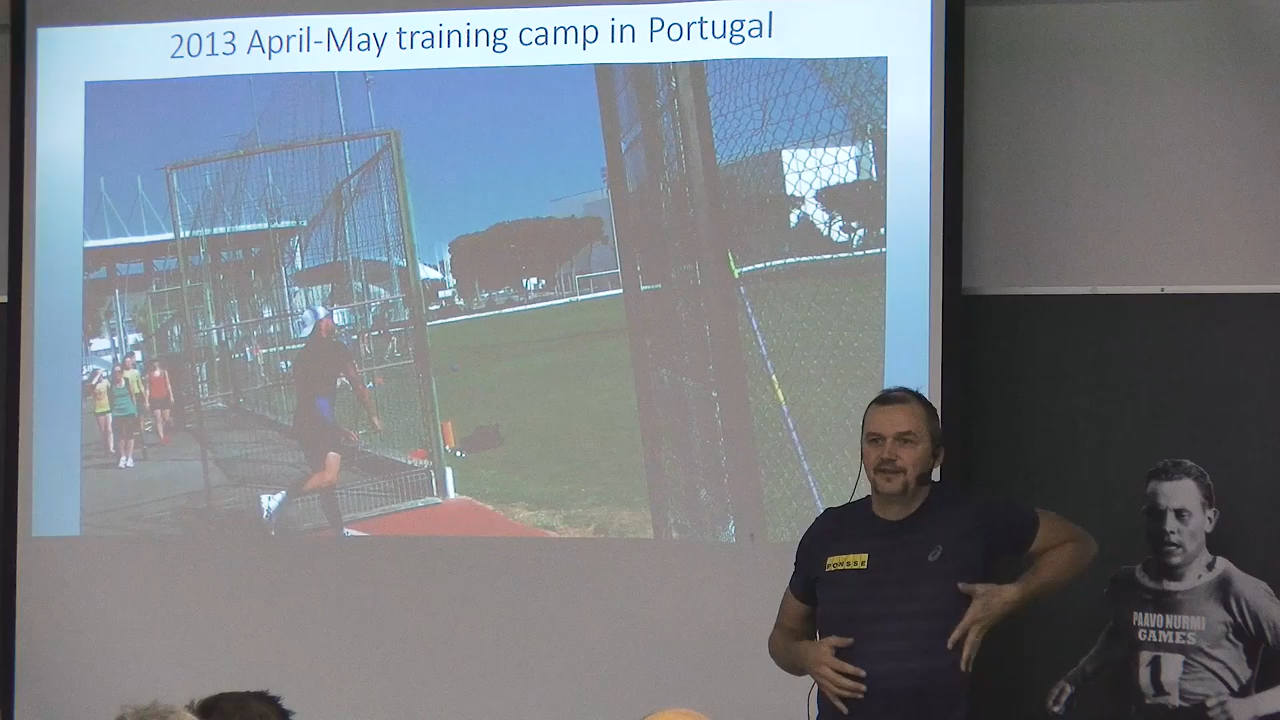 2013 April-May training camp in Portugal
PONSSE
PAAVO NURMI
GAMES
1